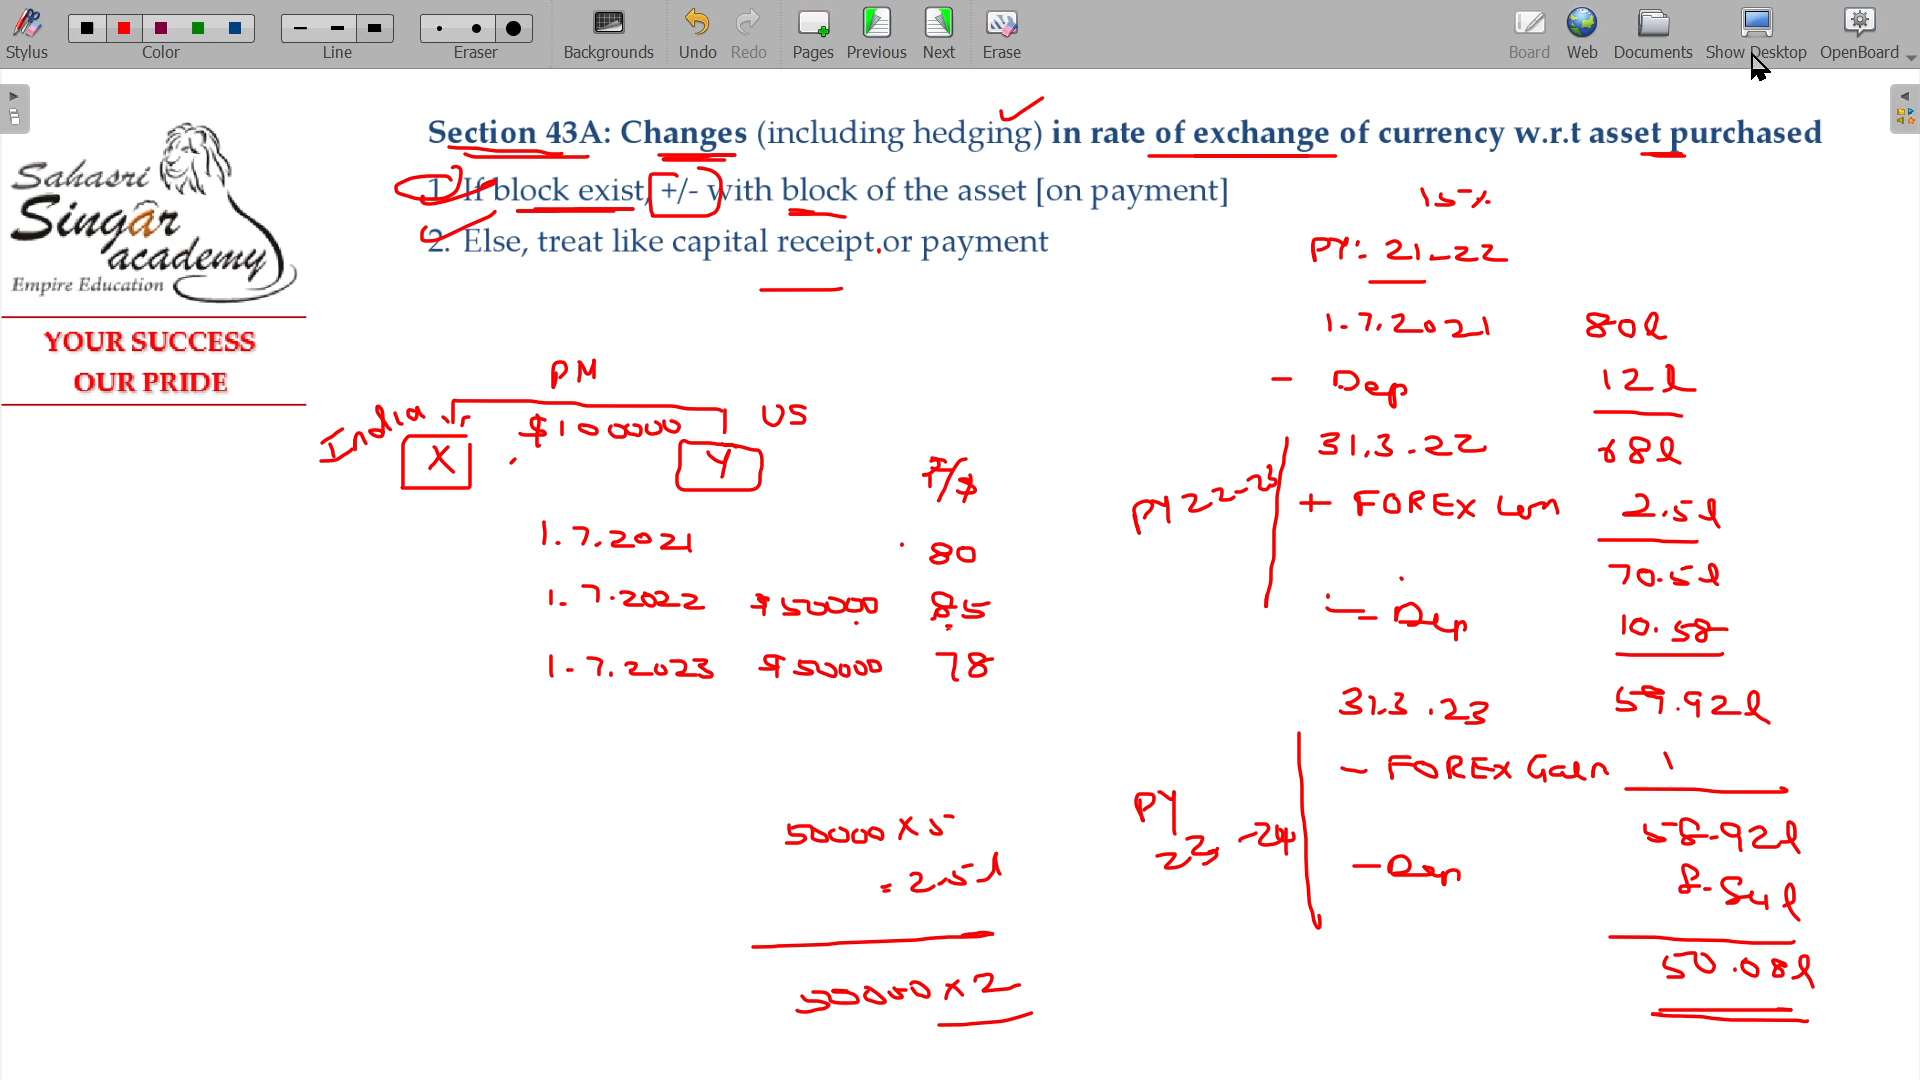 Stylus
Color
Line
Eraser
Backgrounds
Undo
Redo
Pages
Previous
Next
Erase
Board
Web
Documents
Show Desktop
OpenBoard
Section 43A: Changes (including hedging) in rate of exchange of currency w.r.t asset purchased
1. If block exist, +/- with block of the asset [on payment]
2. Else, treat like capital receipt or payment
Sahasri
Singar
academy
Empire Education
YOUR SUCCESS
OUR PRIDE
PM
India
$100000
US
X
Y
₹/$
1.7.2021 80
1.7.2022 $50000 85
1.7.2023 $50000 78
50000 x 5
= 2.5l
50000 x 2
15%
PY: 21-22
1.7.2021 80l
- Dep 12l
31.3.22 68l
PY 22-23
+ FOREX Loss 2.5l
70.5l
- Dep 10.58
31.3.23 59.92l
- FOREX Gain 1
PY
23-24
58.92l
- Dep 8.84l
50.08l